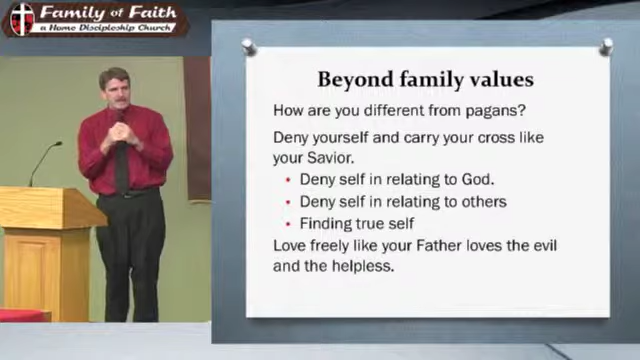 Family of Faith
a Home Discipleship Church
Beyond family values
How are you different from pagans?
Deny yourself and carry your cross like
your Savior.
• Deny self in relating to God.
• Deny self in relating to others
• Finding true self
Love freely like your Father loves the evil
and the helpless.